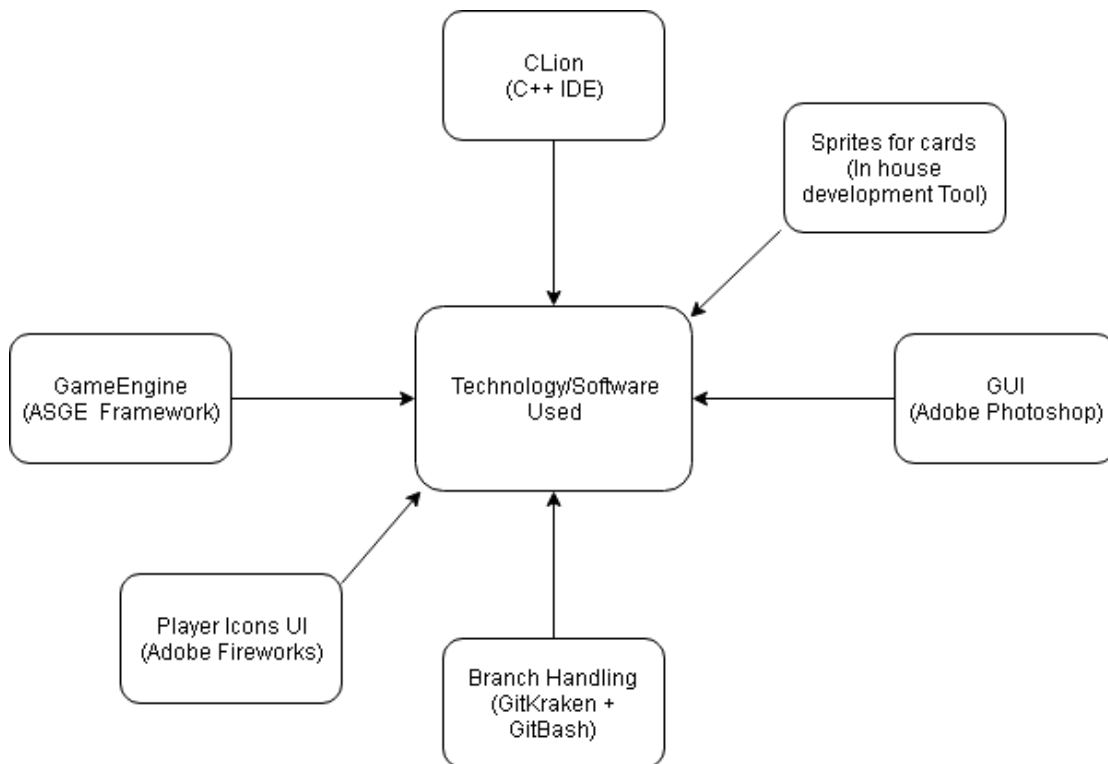 CLion
(C++ IDE)
Sprites for cards
(In house
development Tool)
GameEngine
(ASGE Framework)
Technology/Software
Used
GUI
(Adobe Photoshop)
Player Icons UI
(Adobe Fireworks)
Branch Handling
(GitKraken +
GitBash)